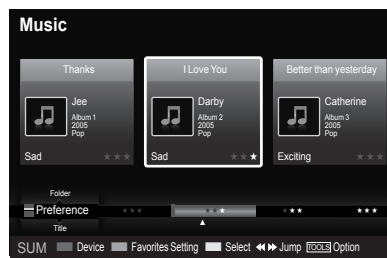 Music
Thanks
Jee
Album 1
2005
Pop
Sad
I Love You
Darby
Album 2
2005
Pop
Sad
Better than yesterday
Catherine
Album 3
2005
Pop
Exciting
Folder
Preference
Title
SUM Device Favorites Setting Select Jump TOOLS Option